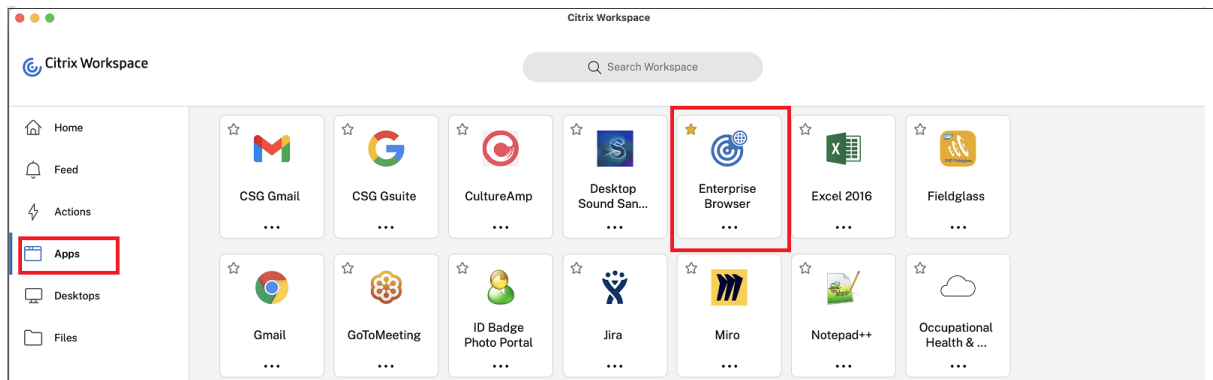 Citrix Workspace
Citrix Workspace
Search Workspace
Home
Feed
Actions
Apps
Desktops
Files
CSG Gmail
CSG Gsuite
CultureAmp
Desktop
Sound San...
Enterprise
Browser
Excel 2016
Fieldglass
Gmail
GoToMeeting
ID Badge
Photo Portal
Jira
Miro
Notepad++
Occupational
Health & ...